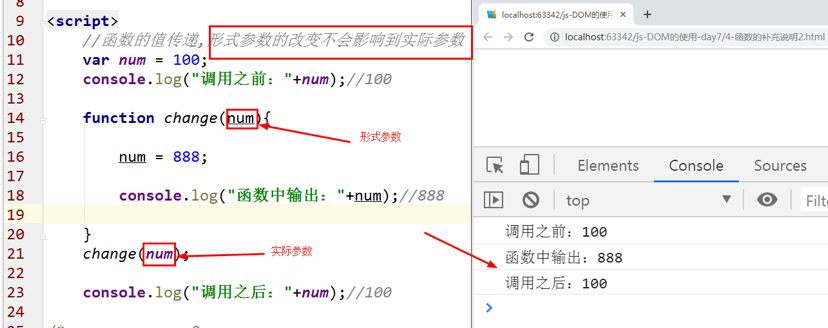 8
9 <script>
10 //函数的值传递,形式参数的改变不会影响到实际参数
11 var num = 100;
12 console.log("调用之前："+num);//100
13
14 function change(num){
形式参数
15
16 num = 888;
17
18 console.log("函数中输出："+num);//888
19
20 }
21 change(num);
实际参数
22
23 console.log("调用之后："+num);//100
24
25
localhost:63342/js-DOM的使用
localhost:63342/js-DOM的使用-day7/4-函数的补充说明2.html
Elements Console Sources
top Filte
调用之前：100
函数中输出：888
调用之后：100